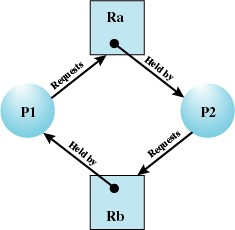 Ra
Requests
Held by
P1
P2
Held by
Requests
Rb